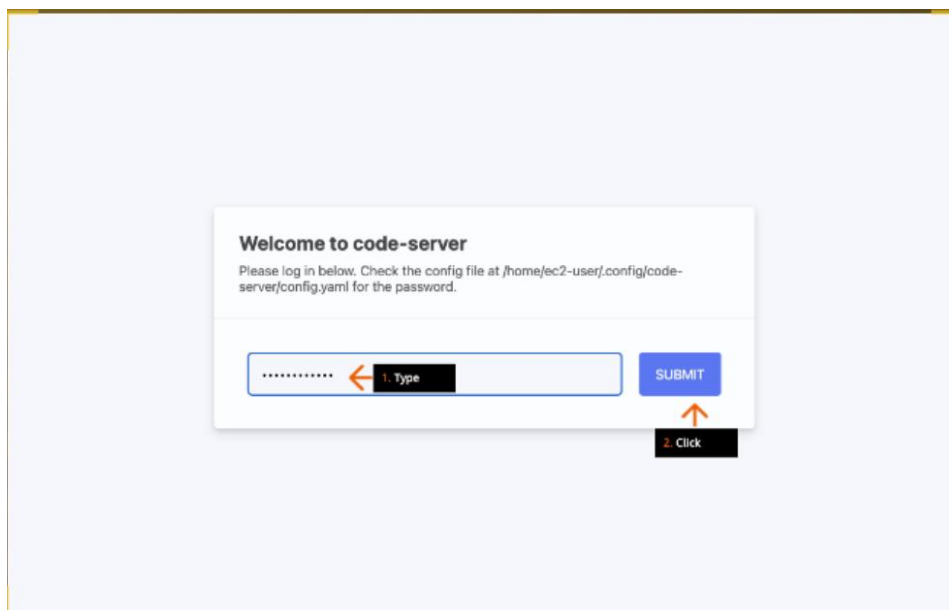 Welcome to code-server
Please log in below. Check the config file at /home/ec2-user/.config/code-
server/config.yaml for the password.
•••••••••••• 1. Type
SUBMIT
2. Click